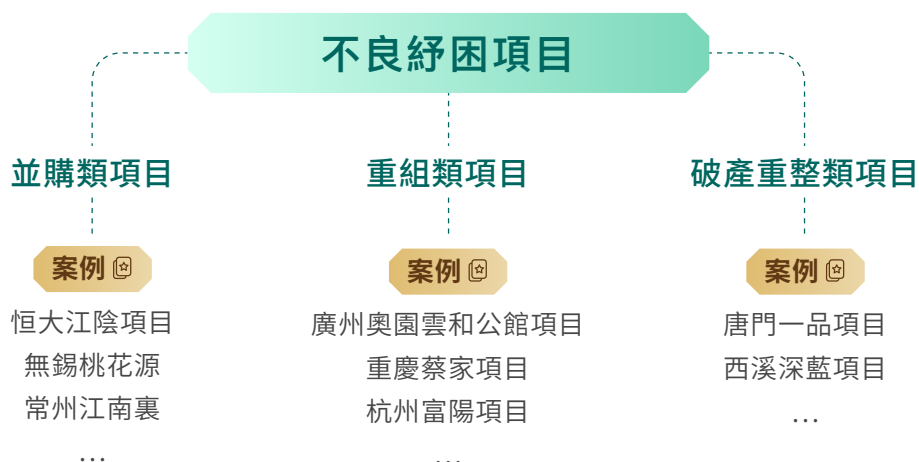 不良紓困項目
並購類項目
案例
恒大江陰項目
無錫桃花源
常州江南裏
...
重組類項目
案例
廣州奧園雲和公館項目
重慶蔡家項目
杭州富陽項目
...
破產重整類項目
案例
唐門一品項目
西溪深藍項目
...